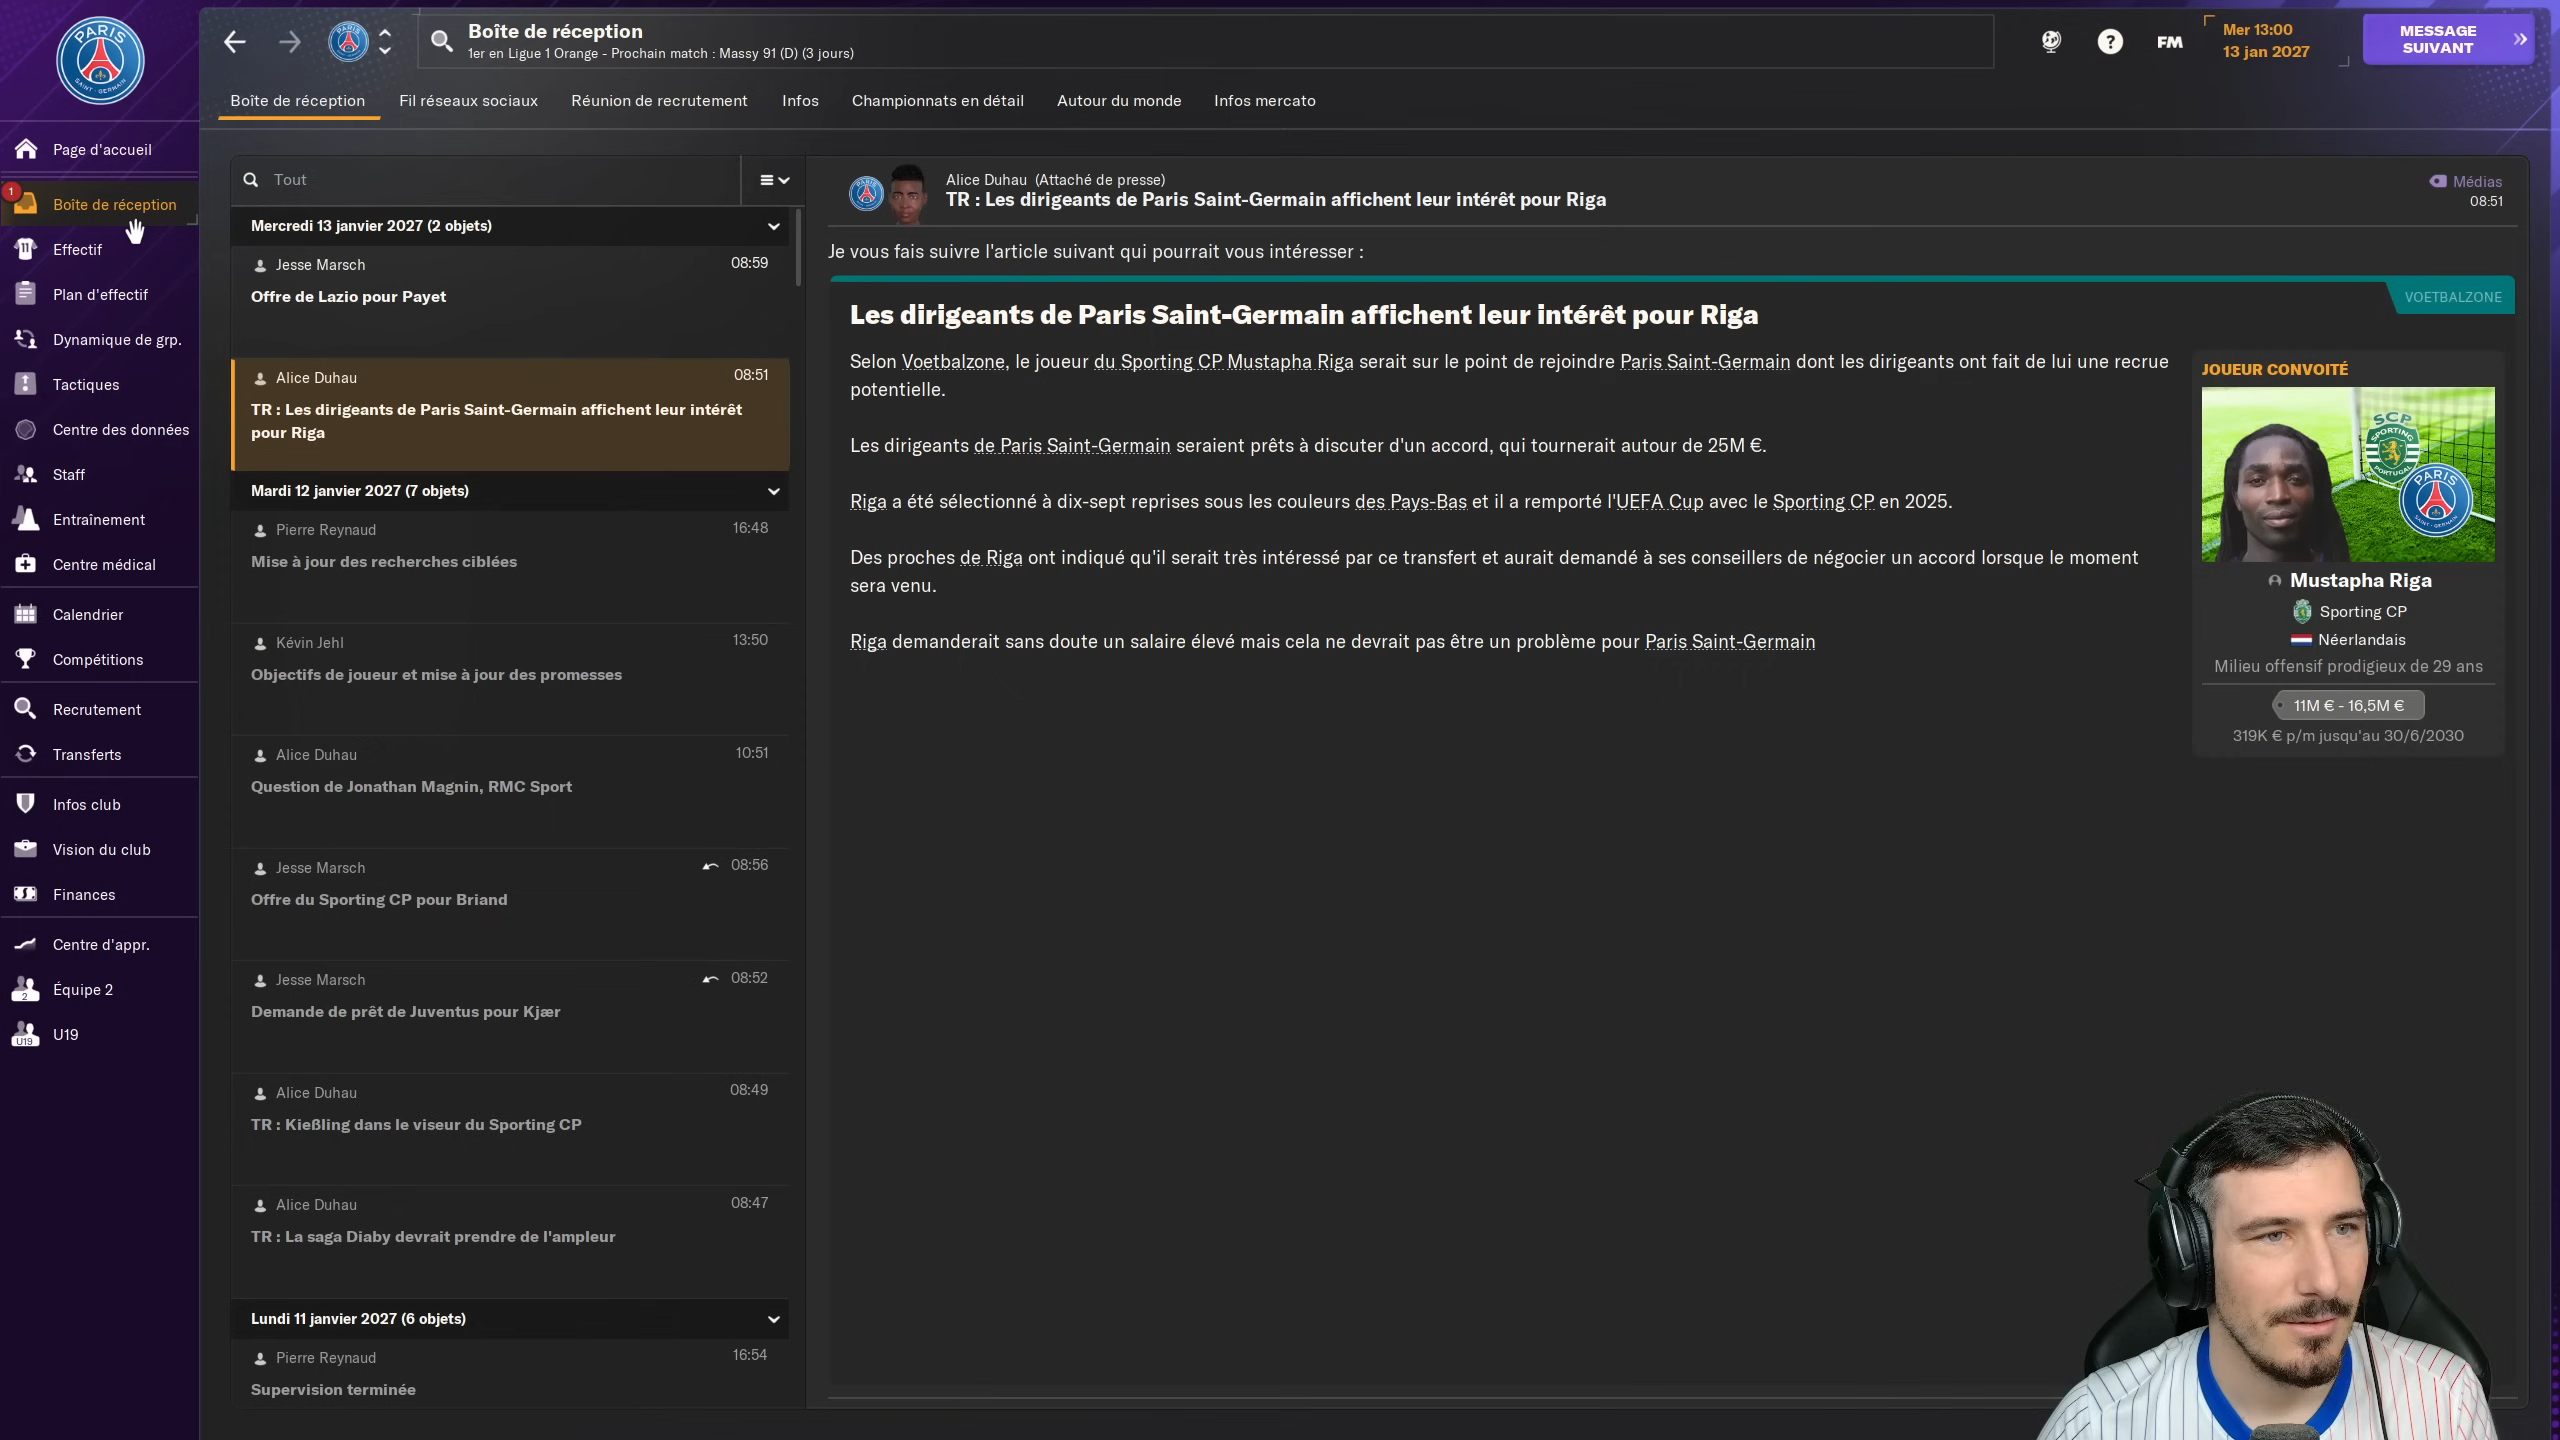 Boîte de réception
1er en Ligue 1 Orange - Prochain match : Massy 91 (D) (3 jours)
FM
Mer 13:00
13 jan 2027
MESSAGE
SUIVANT
Boîte de réception
Fil réseaux sociaux
Réunion de recrutement
Infos
Championnats en détail
Autour du monde
Infos mercato
Page d'accueil
1
Boîte de réception
Effectif
Plan d'effectif
Dynamique de grp.
Tactiques
Centre des données
Staff
Entraînement
Centre médical
Calendrier
Compétitions
Recrutement
Transferts
Infos club
Vision du club
Finances
Centre d'appr.
2
Équipe 2
U19
U19
Tout
Mercredi 13 janvier 2027 (2 objets)
Jesse Marsch
08:59
Offre de Lazio pour Payet
Alice Duhau
08:51
TR : Les dirigeants de Paris Saint-Germain affichent leur intérêt
pour Riga
Mardi 12 janvier 2027 (7 objets)
Pierre Reynaud
16:48
Mise à jour des recherches ciblées
Kévin Jehl
13:50
Objectifs de joueur et mise à jour des promesses
Alice Duhau
10:51
Question de Jonathan Magnin, RMC Sport
Jesse Marsch
08:56
Offre du Sporting CP pour Briand
Jesse Marsch
08:52
Demande de prêt de Juventus pour Kjær
Alice Duhau
08:49
TR : Kießling dans le viseur du Sporting CP
Alice Duhau
08:47
TR : La saga Diaby devrait prendre de l'ampleur
Lundi 11 janvier 2027 (6 objets)
Pierre Reynaud
16:54
Supervision terminée
Alice Duhau (Attaché de presse)
TR : Les dirigeants de Paris Saint-Germain affichent leur intérêt pour Riga
Médias
08:51
Je vous fais suivre l'article suivant qui pourrait vous intéresser :
VOETBALZONE
Les dirigeants de Paris Saint-Germain affichent leur intérêt pour Riga
Selon Voetbalzone, le joueur du Sporting CP Mustapha Riga serait sur le point de rejoindre Paris Saint-Germain dont les dirigeants ont fait de lui une recrue
potentielle.
Les dirigeants de Paris Saint-Germain seraient prêts à discuter d'un accord, qui tournerait autour de 25M €.
Riga a été sélectionné à dix-sept reprises sous les couleurs des Pays-Bas et il a remporté l'UEFA Cup avec le Sporting CP en 2025.
Des proches de Riga ont indiqué qu'il serait très intéressé par ce transfert et aurait demandé à ses conseillers de négocier un accord lorsque le moment
sera venu.
Riga demanderait sans doute un salaire élevé mais cela ne devrait pas être un problème pour Paris Saint-Germain
JOUEUR CONVOITÉ
SCP
SPORTING
PORTUGAL
PARIS
SAINT-GERMAIN
Mustapha Riga
Sporting CP
Néerlandais
Milieu offensif prodigieux de 29 ans
11M € - 16,5M €
319K € p/m jusqu'au 30/6/2030